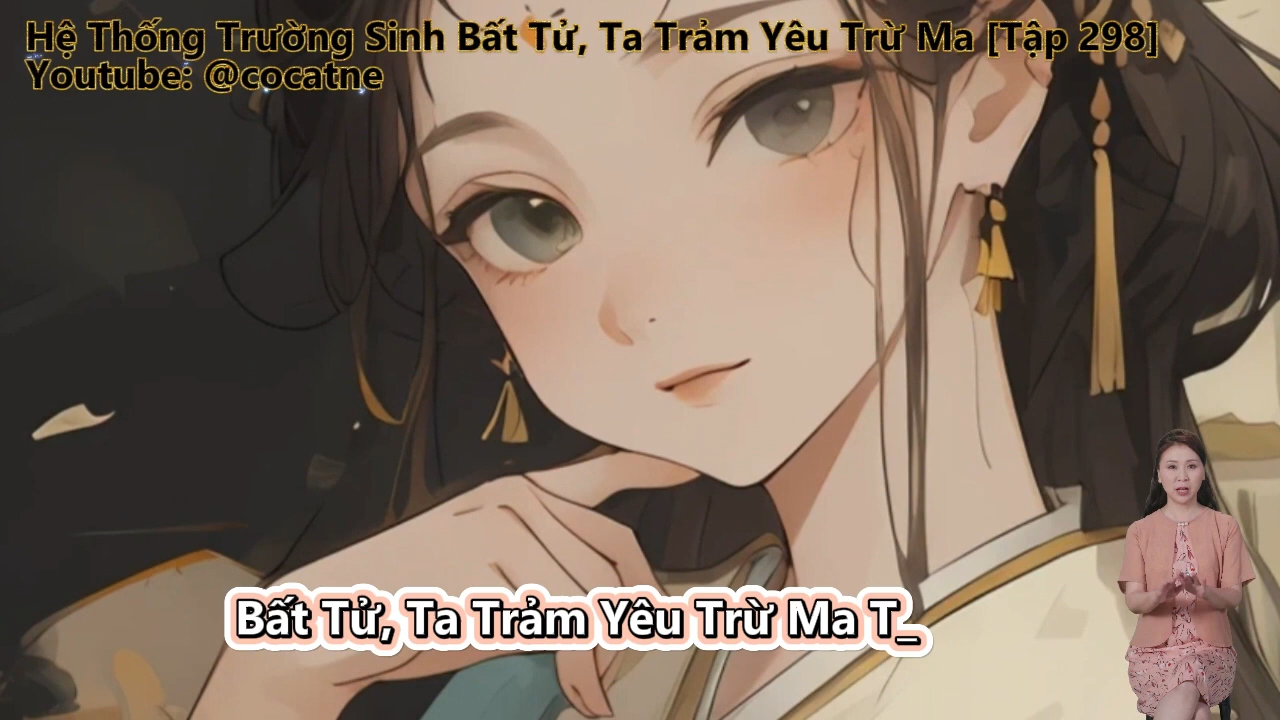 Hệ Thống Trường Sinh Bất Tử, Ta Trảm Yêu Trừ Ma [Tập 298]
Youtube: @cocatne
Bất Tử, Ta Trảm Yêu Trừ Ma T_